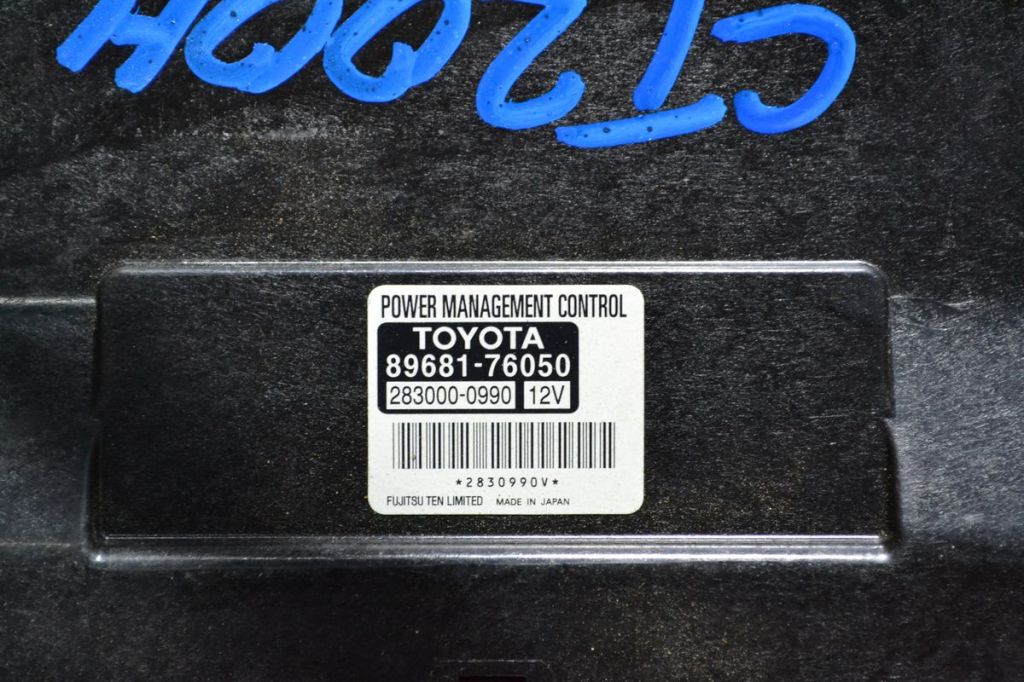 CT200H
POWER MANAGEMENT CONTROL
TOYOTA
89681-76050
283000-0990 12V
*2830990V*
FUJITSU TEN LIMITED MADE IN JAPAN